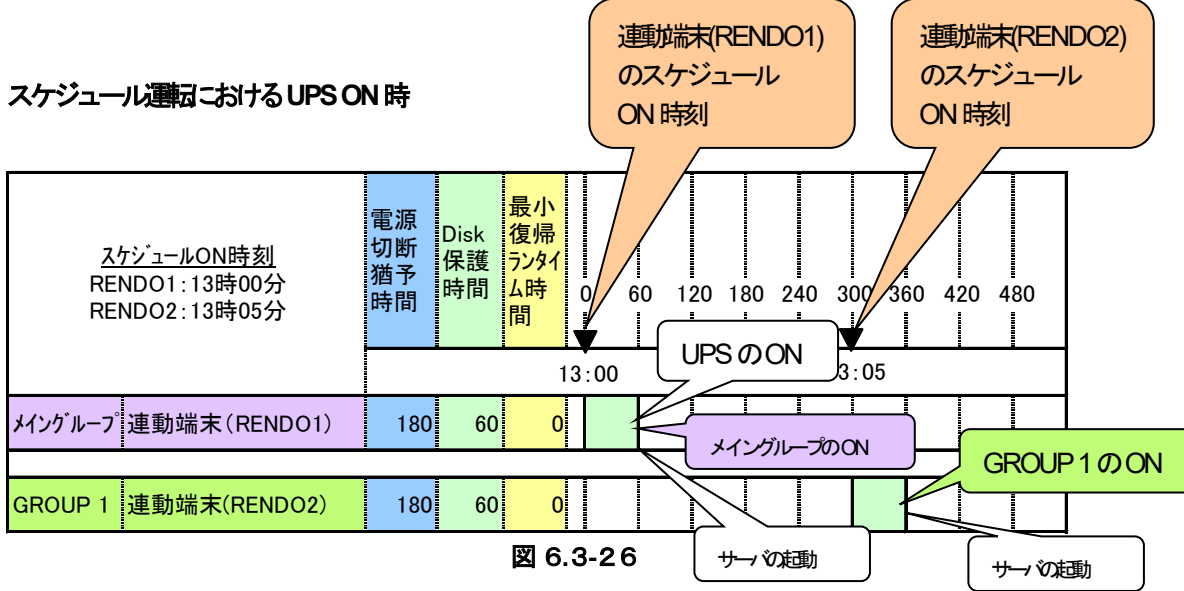 連動端末(RENDO1)
のスケジュール
ON 時刻
連動端末(RENDO2)
のスケジュール
ON 時刻
スケジュール運転における UPS ON 時
スケジュールON時刻
RENDO1:13時00分
RENDO2:13時05分
電源
切断
猶予
時間
Disk
保護
時間
最小
復帰
ランタイ
ム時
間
0 60 120 180 240 300 360 420 480
13:00
3:05
UPS の ON
メイングループ 連動端末(RENDO1) 180 60 0
メイングループの ON
GROUP 1 の ON
GROUP 1 連動端末(RENDO2) 180 60 0
サーバの起動
サーバの起動
図 6.3-26